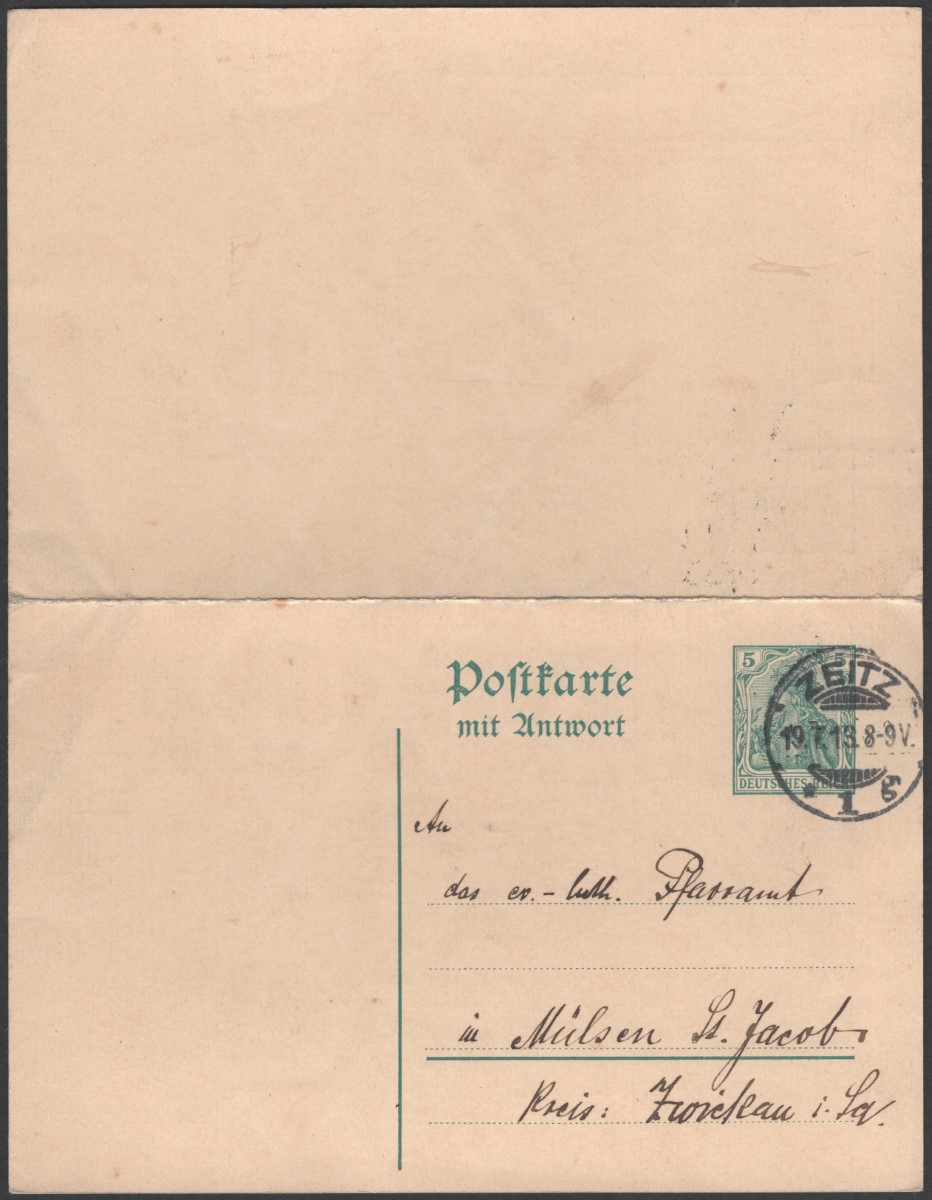 Postkarte
mit Antwort
5 5
DEUTSCHES REICH
ZEITZ
19.7.13.8-9V.
* 1 g
An
das ev.-luth. Pfarramt
in Mülsen St. Jacob
Kreis: Zwickau i. Sa.